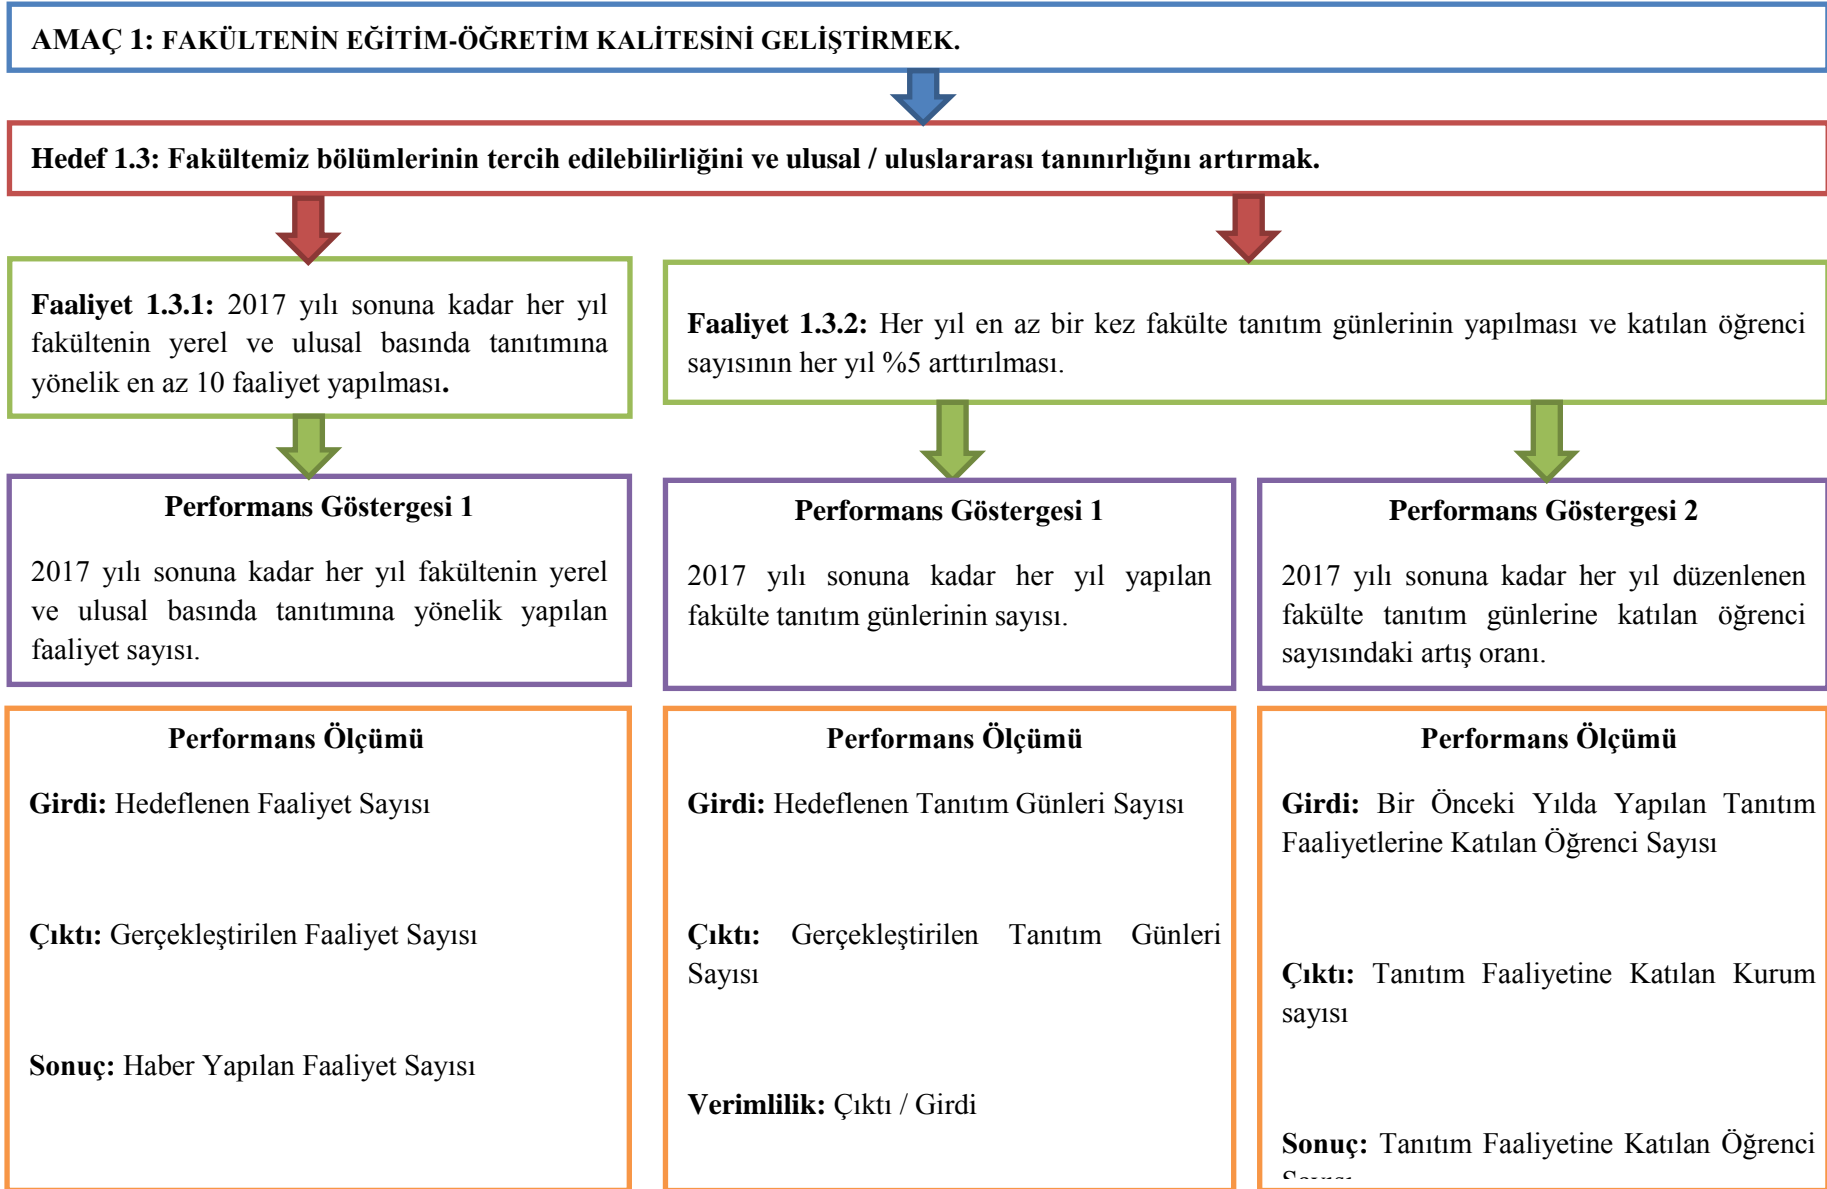 AMAÇ 1: FAKÜLTENİN EĞİTİM-ÖĞRETİM KALİTESİNİ GELİŞTİRMEK.
Hedef 1.3: Fakültemiz bölümlerinin tercih edilebilirliğini ve ulusal / uluslararası tanınırlığını artırmak.
Faaliyet 1.3.1: 2017 yılı sonuna kadar her yıl
fakültenin yerel ve ulusal basında tanıtımına
yönelik en az 10 faaliyet yapılması.
Faaliyet 1.3.2: Her yıl en az bir kez fakülte tanıtım günlerinin yapılması ve katılan öğrenci
sayısının her yıl %5 arttırılması.
Performans Göstergesi 1
2017 yılı sonuna kadar her yıl fakültenin yerel
ve ulusal basında tanıtımına yönelik yapılan
faaliyet sayısı.
Performans Göstergesi 1
2017 yılı sonuna kadar her yıl yapılan
fakülte tanıtım günlerinin sayısı.
Performans Göstergesi 2
2017 yılı sonuna kadar her yıl düzenlenen
fakülte tanıtım günlerine katılan öğrenci
sayısındaki artış oranı.
Performans Ölçümü
Girdi: Hedeflenen Faaliyet Sayısı
Çıktı: Gerçekleştirilen Faaliyet Sayısı
Sonuç: Haber Yapılan Faaliyet Sayısı
Performans Ölçümü
Girdi: Hedeflenen Tanıtım Günleri Sayısı
Çıktı: Gerçekleştirilen Tanıtım Günleri
Sayısı
Verimlilik: Çıktı / Girdi
Performans Ölçümü
Girdi: Bir Önceki Yılda Yapılan Tanıtım
Faaliyetlerine Katılan Öğrenci Sayısı
Çıktı: Tanıtım Faaliyetine Katılan Kurum
sayısı
Sonuç: Tanıtım Faaliyetine Katılan Öğrenci